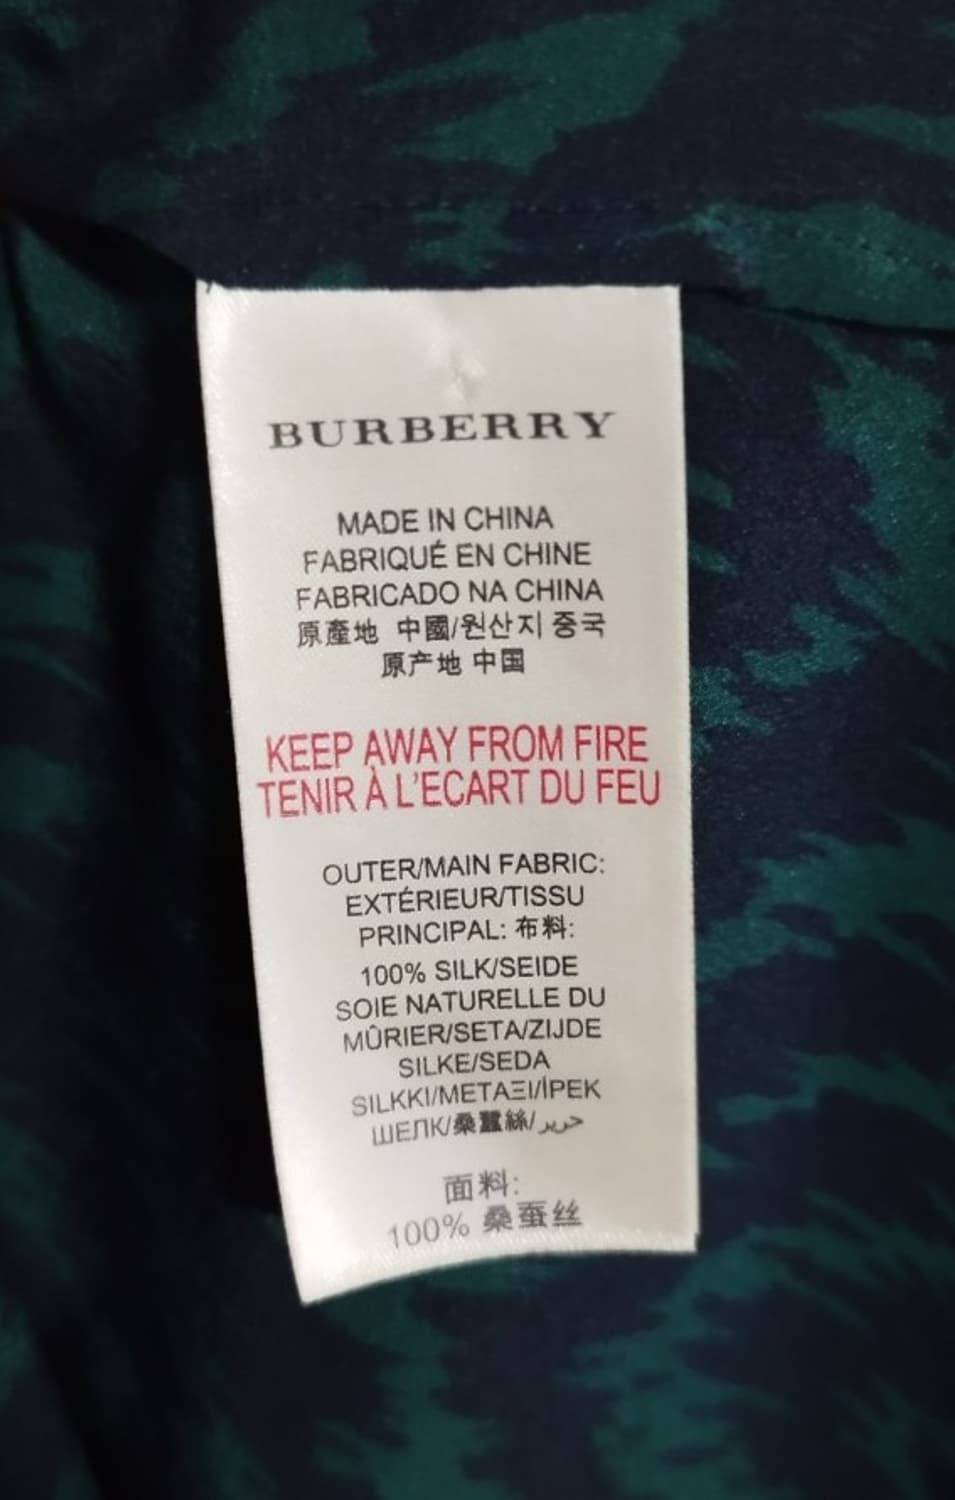 BURBERRY
MADE IN CHINA
FABRIQUÉ EN CHINE
FABRICADO NA CHINA
原產地 中國/원산지 중국
原产地 中国
KEEP AWAY FROM FIRE
TENIR À L'ECART DU FEU
OUTER/MAIN FABRIC:
EXTÉRIEUR/TISSU
PRINCIPAL: 布料:
100% SILK/SEIDE
SOIE NATURELLE DU
MÛRIER/SETA/ZIJDE
SILKE/SEDA
SILKKI/ΜΕΤΑΞΙ/İPEK
ШЕЛК/桑蠶絲/حرير
面料:
100% 桑蚕丝